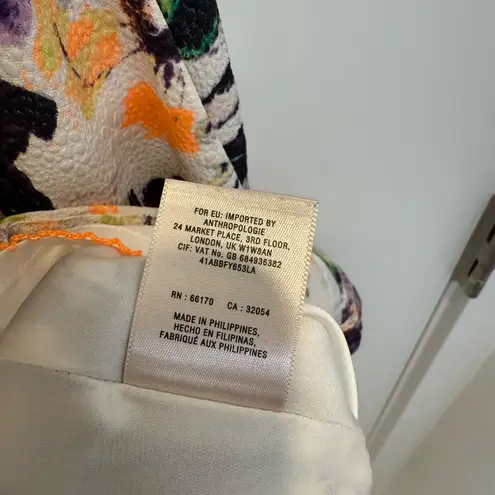 FOR EU: IMPORTED BY
ANTHROPOLOGIE
24 MARKET PLACE, 3RD FLOOR,
LONDON, UK W1W8AN
CIF: VAT No. GB 684936382
41ABBFY653LA
RN : 66170 CA : 32054
MADE IN PHILIPPINES,
HECHO EN FILIPINAS,
FABRIQUÉ AUX PHILIPPINES